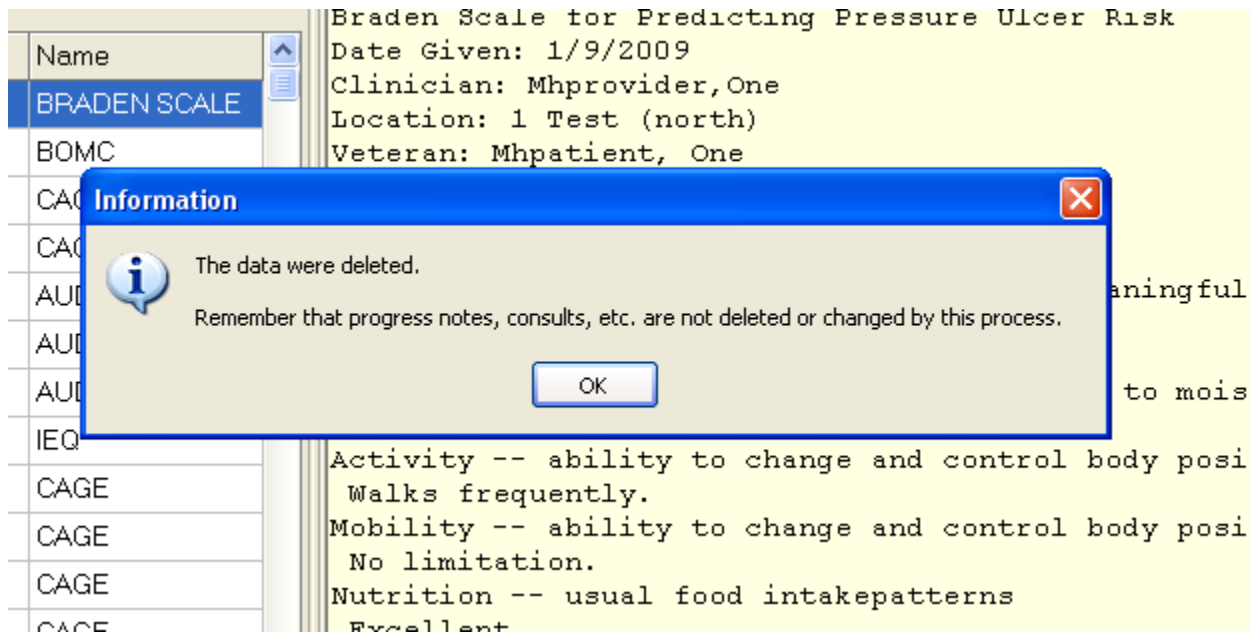 Name
BRADEN SCALE
BOMC
IEQ
CAGE
CAGE
CAGE
CAGE
Braden Scale for Predicting Pressure Ulcer Risk
Date Given: 1/9/2009
Clinician: Mhprovider,One
Location: 1 Test (north)
Veteran: Mhpatient, One
Information
The data were deleted.
Remember that progress notes, consults, etc. are not deleted or changed by this process.
OK
to mois
Activity -- ability to change and control body posi
Walks frequently.
Mobility -- ability to change and control body posi
No limitation.
Nutrition -- usual food intakepatterns
Excellent